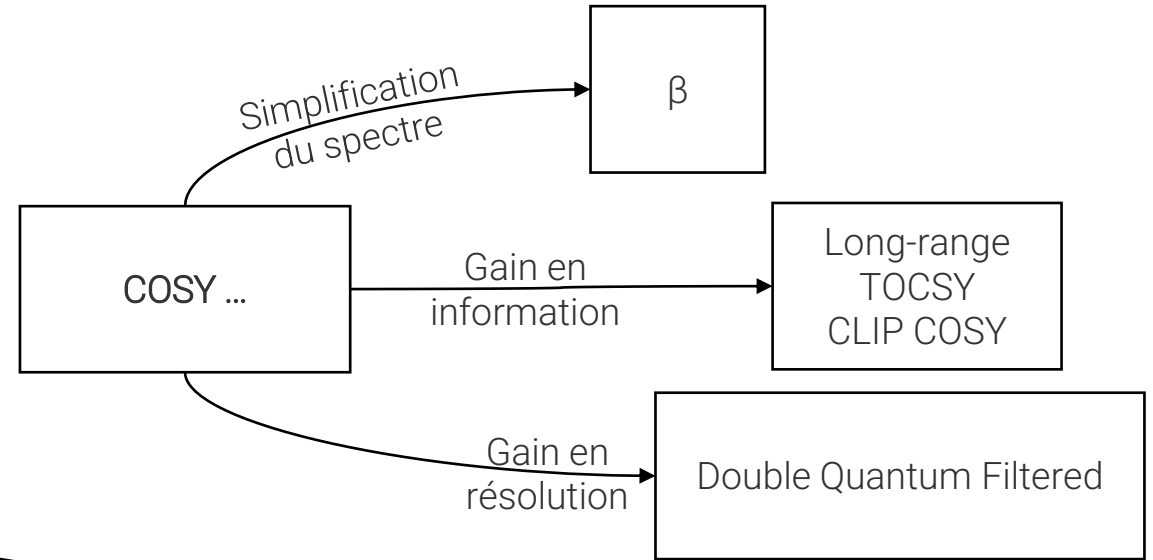 Simplification
du spectre
β
COSY ...
Gain en
information
Long-range
TOCSY
CLIP COSY
Gain en
résolution
Double Quantum Filtered